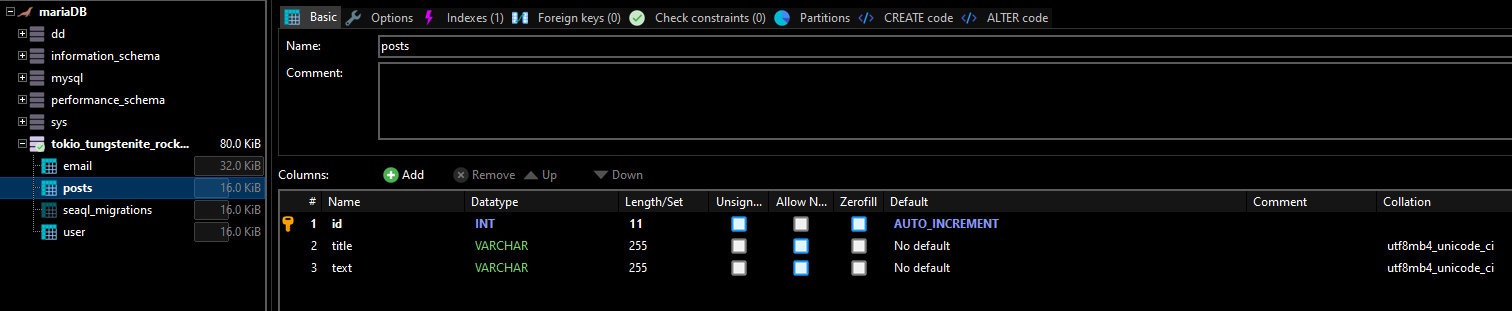 mariaDB
dd
information_schema
mysql
performance_schema
sys
tokio_tungstenite_rock... 80.0 KiB
email 32.0 KiB
posts 16.0 KiB
seaql_migrations 16.0 KiB
user 16.0 KiB
Basic Options Indexes (1) Foreign keys (0) Check constraints (0) Partitions CREATE code ALTER code
Name: posts
Comment:
Columns: Add Remove Up Down
# Name Datatype Length/Set Unsign... Allow N... Zerofill Default Comment Collation
1 id INT 11 AUTO_INCREMENT
2 title VARCHAR 255 No default utf8mb4_unicode_ci
3 text VARCHAR 255 No default utf8mb4_unicode_ci